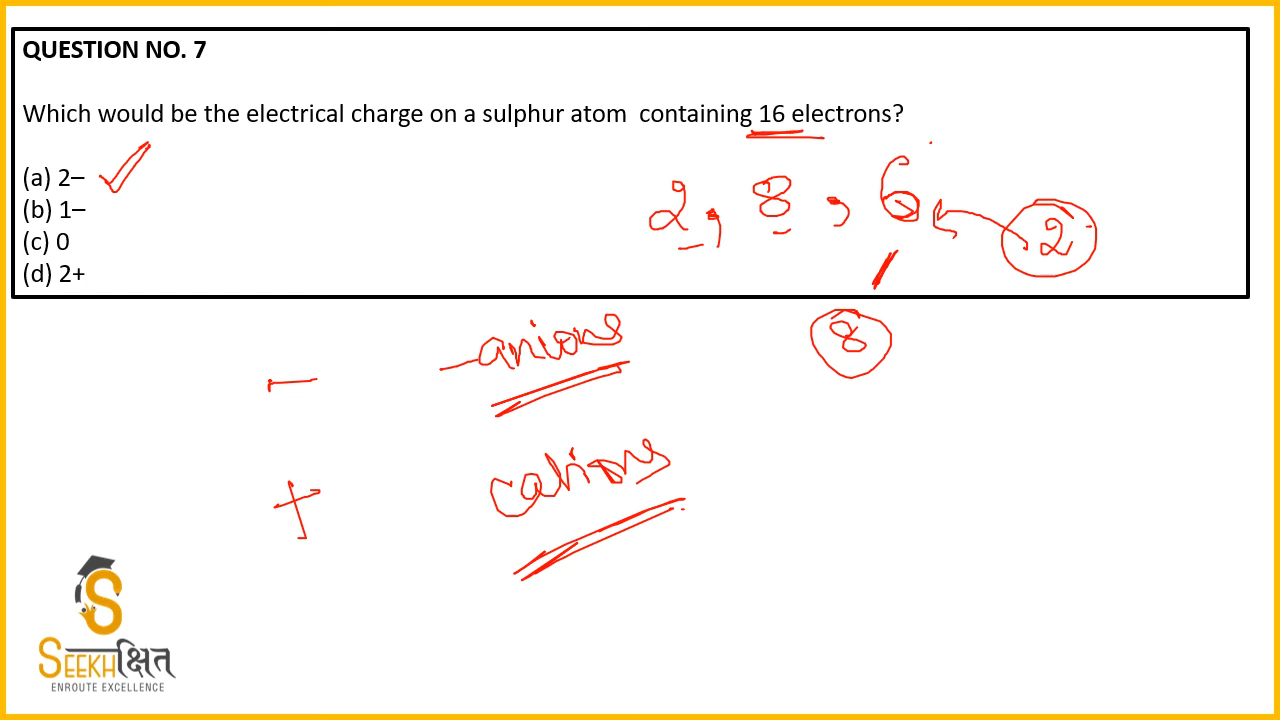 QUESTION NO. 7
Which would be the electrical charge on a sulphur atom containing 16 electrons?
(a) 2–
(b) 1–
(c) 0
(d) 2+
2, 8, 6
2
8
– anions
–
cations
+
SEEKHक्षित
ENROUTE EXCELLENCE